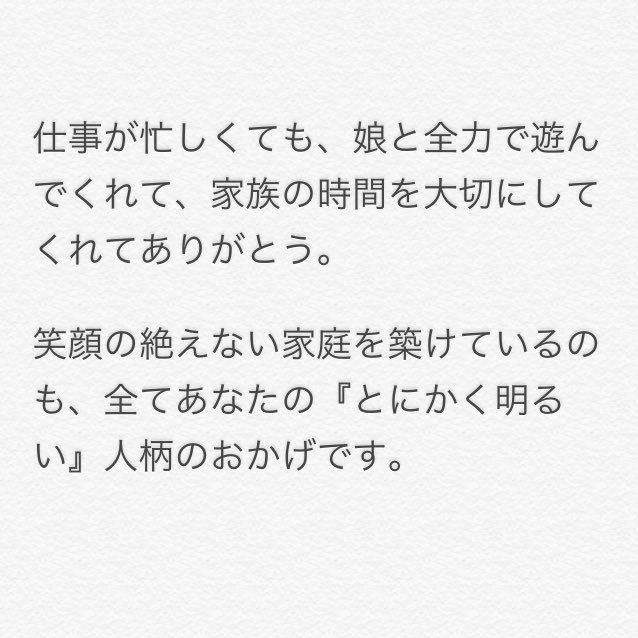 仕事が忙しくても、娘と全力で遊ん
でくれて、家族の時間を大切にして
くれてありがとう。
笑顔の絶えない家庭を築けているの
も、全てあなたの『とにかく明る
い』人柄のおかげです。